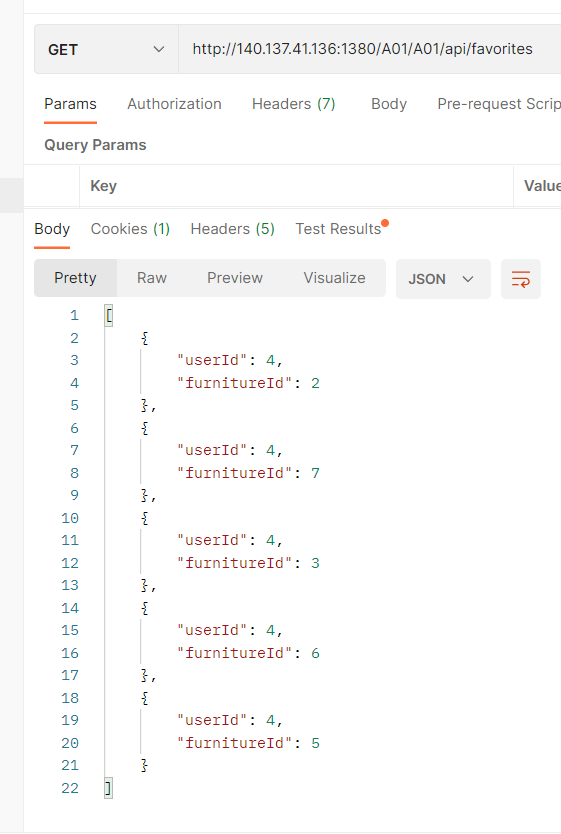 GET http://140.137.41.136:1380/A01/A01/api/favorites
Params Authorization Headers (7) Body Pre-request Scrip
Query Params
Key Value
Body Cookies (1) Headers (5) Test Results
Pretty Raw Preview Visualize JSON
1 [
2 {
3 "userId": 4,
4 "furnitureId": 2
5 },
6 {
7 "userId": 4,
8 "furnitureId": 7
9 },
10 {
11 "userId": 4,
12 "furnitureId": 3
13 },
14 {
15 "userId": 4,
16 "furnitureId": 6
17 },
18 {
19 "userId": 4,
20 "furnitureId": 5
21 }
22 ]